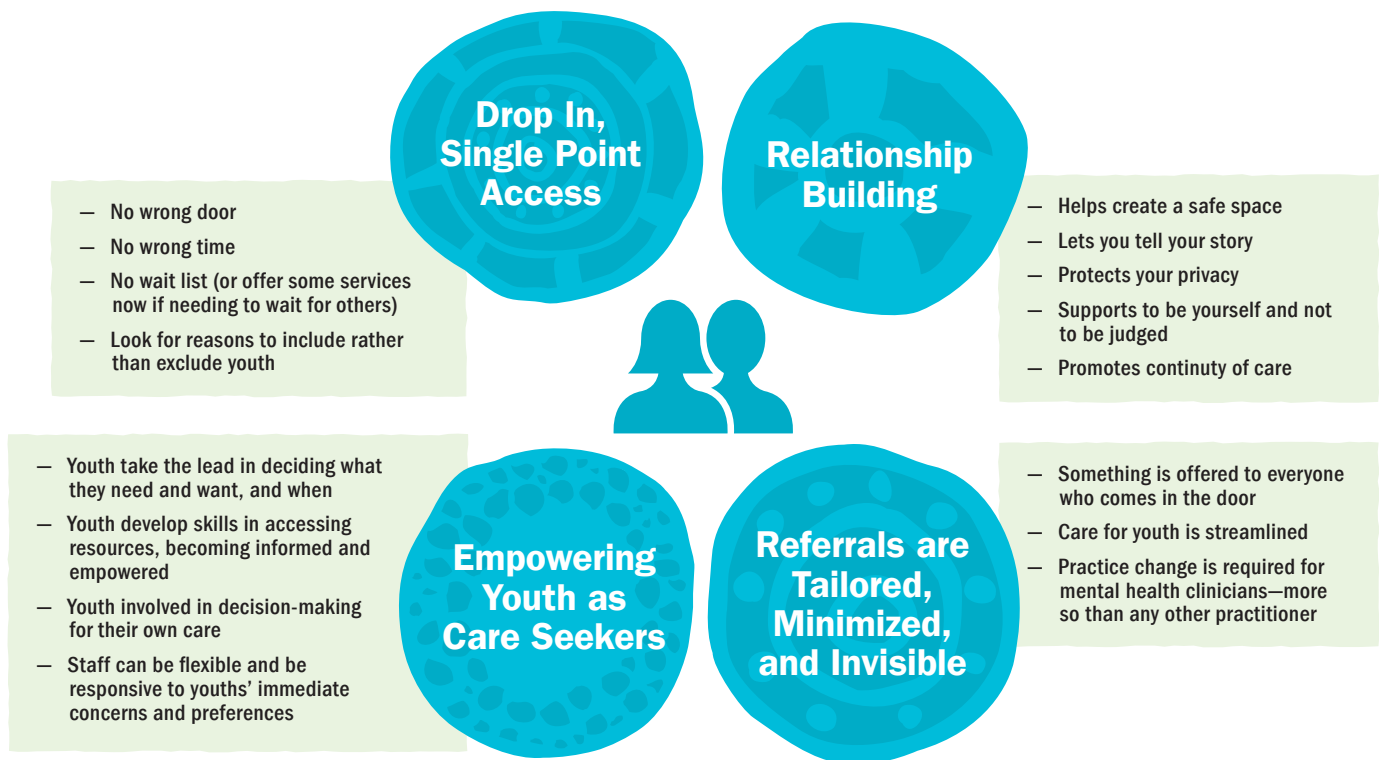 Drop In,
Single Point
Access
— No wrong door
— No wrong time
— No wait list (or offer some services
now if needing to wait for others)
— Look for reasons to include rather
than exclude youth
Relationship
Building
— Helps create a safe space
— Lets you tell your story
— Protects your privacy
— Supports to be yourself and not
to be judged
— Promotes continuty of care
Empowering
Youth as
Care Seekers
— Youth take the lead in deciding what
they need and want, and when
— Youth develop skills in accessing
resources, becoming informed and
empowered
— Youth involved in decision-making
for their own care
— Staff can be flexible and be
responsive to youths’ immediate
concerns and preferences
Referrals are
Tailored,
Minimized,
and Invisible
— Something is offered to everyone
who comes in the door
— Care for youth is streamlined
— Practice change is required for
mental health clinicians—more
so than any other practitioner